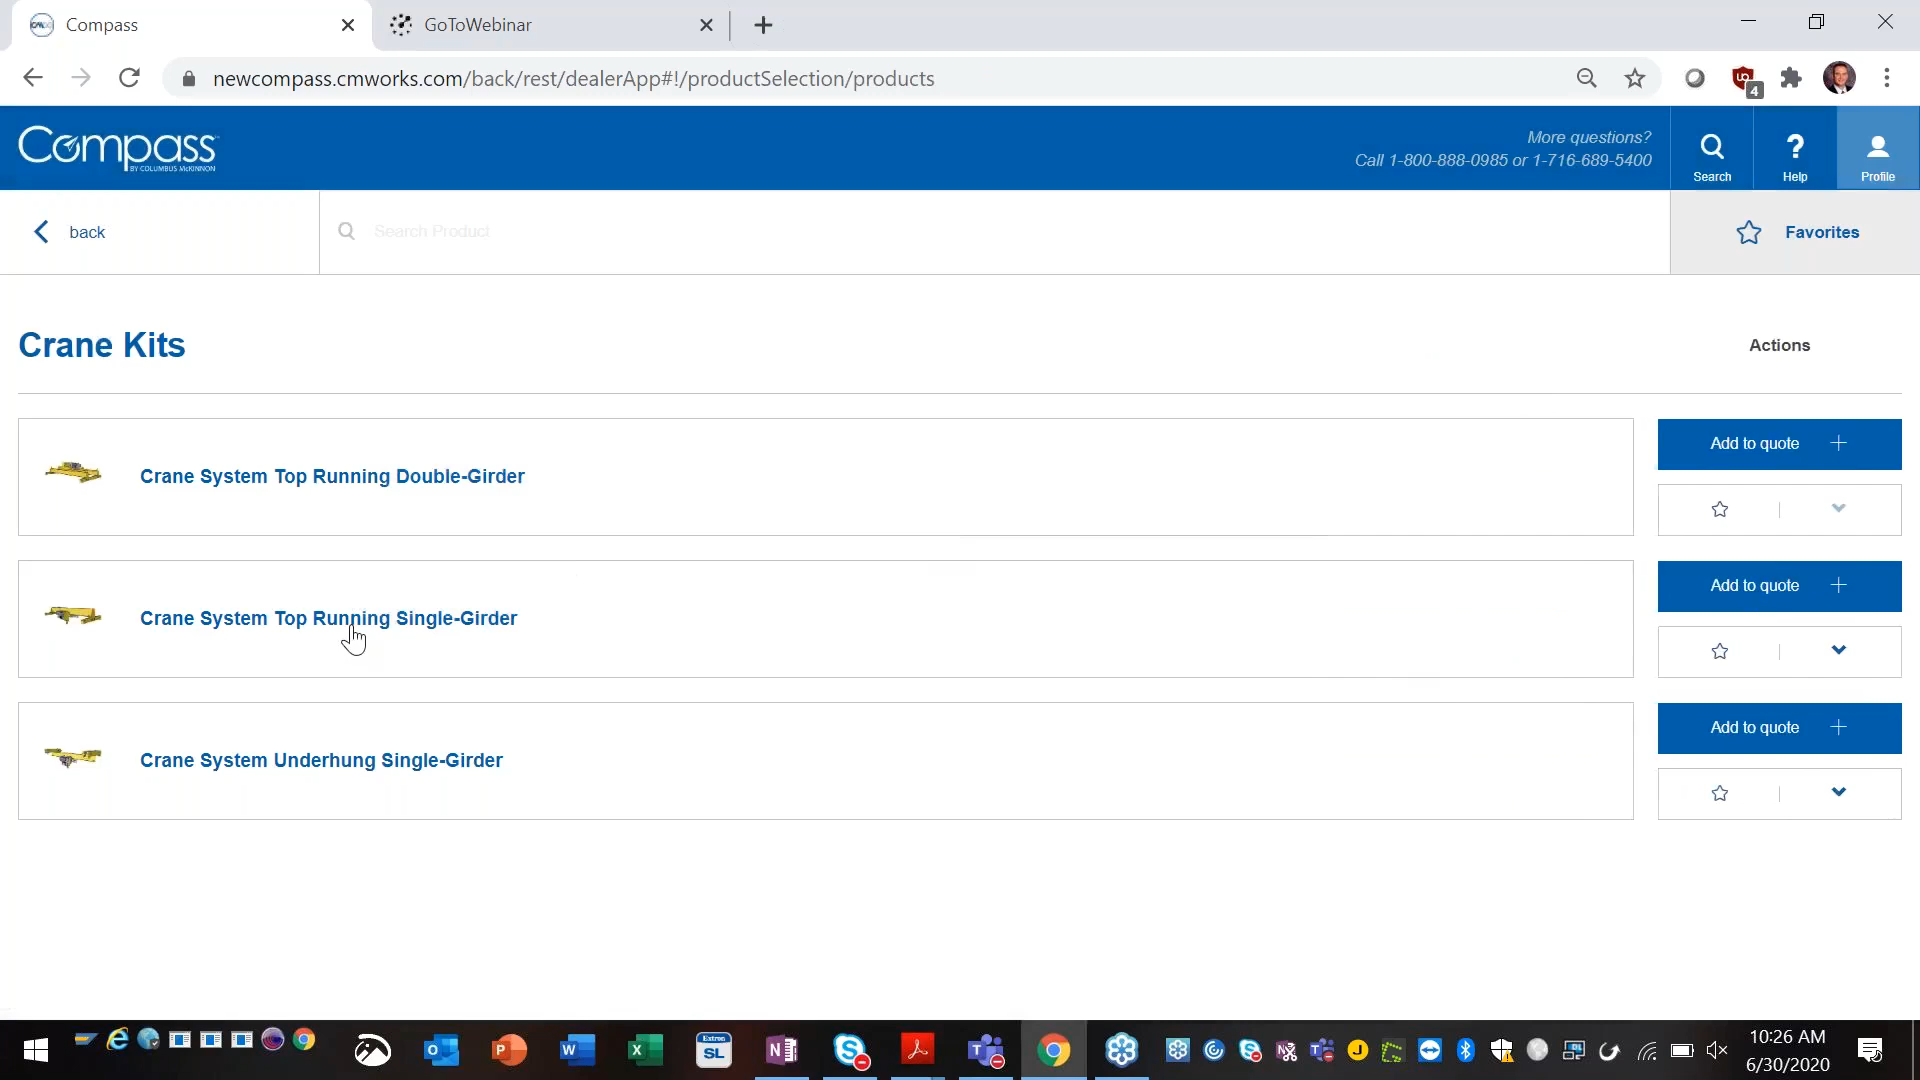 Compass
GoToWebinar
newcompass.cmworks.com/back/rest/dealerApp#!/productSelection/products
4
Compass
BY COLUMBUS McKINNON
More questions?
Call 1-800-888-0985 or 1-716-689-5400
Search
Help
Profile
back
Search Product
Favorites
Crane Kits
Actions
Crane System Top Running Double-Girder
Add to quote
Crane System Top Running Single-Girder
Add to quote
Crane System Underhung Single-Girder
Add to quote
Extron
SL
10:26 AM
6/30/2020